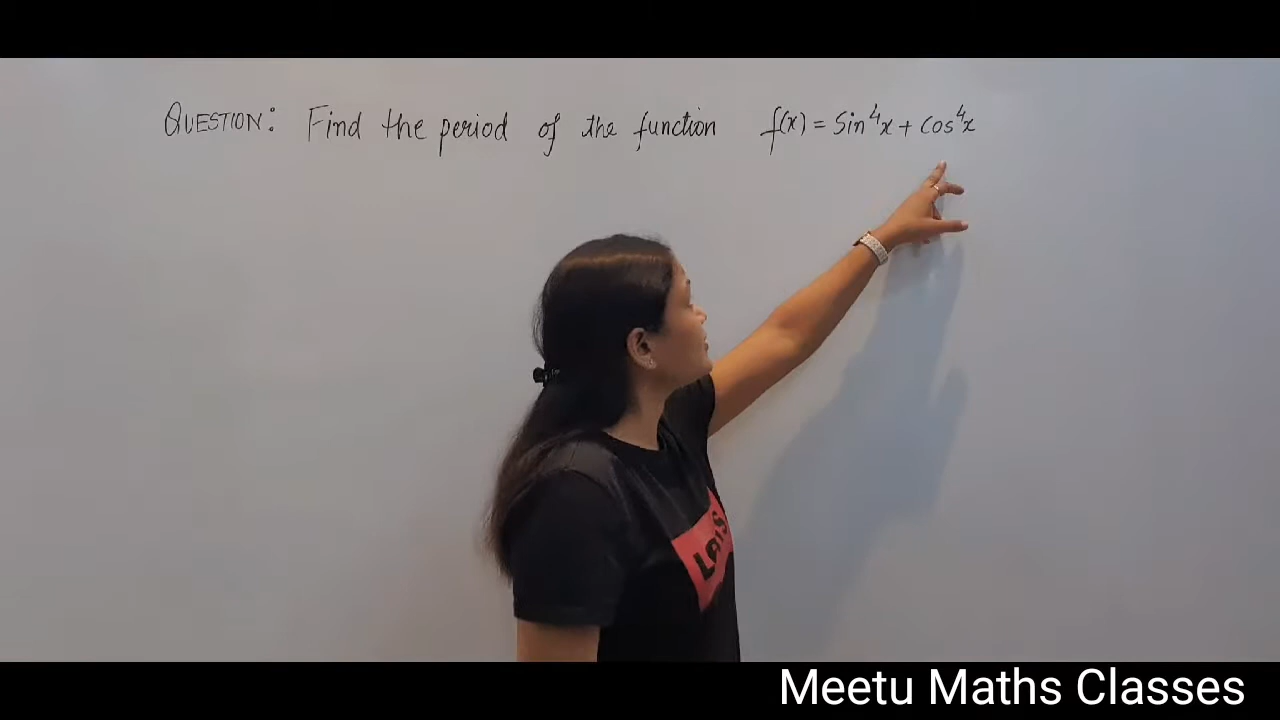 QUESTION: Find the period of the function f(x) = Sin⁴x + Cos⁴x
Meetu Maths Classes